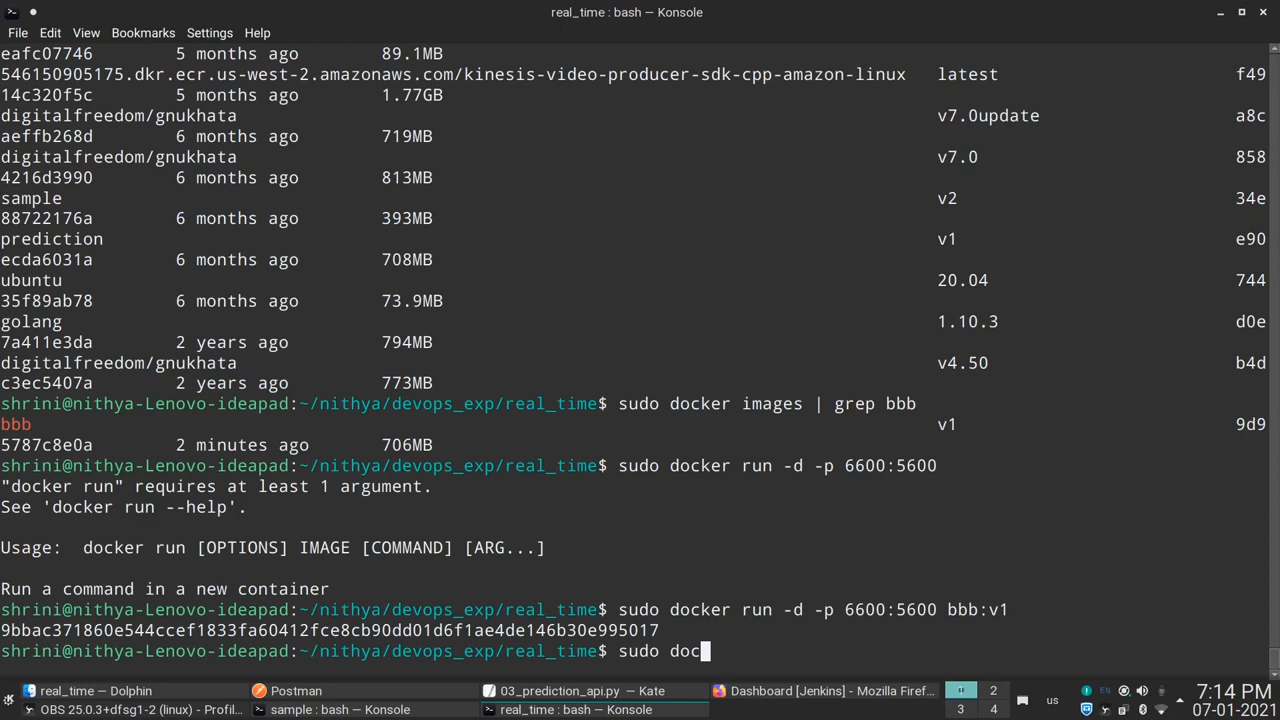 real_time : bash — Konsole
File Edit View Bookmarks Settings Help
eafc07746 5 months ago 89.1MB
546150905175.dkr.ecr.us-west-2.amazonaws.com/kinesis-video-producer-sdk-cpp-amazon-linux latest f49
14c320f5c 5 months ago 1.77GB
digitalfreedom/gnukhata v7.0update a8c
aeffb268d 6 months ago 719MB
digitalfreedom/gnukhata v7.0 858
4216d3990 6 months ago 813MB
sample v2 34e
88722176a 6 months ago 393MB
prediction v1 e90
ecda6031a 6 months ago 708MB
ubuntu 20.04 744
35f89ab78 6 months ago 73.9MB
golang 1.10.3 d0e
7a411e3da 2 years ago 794MB
digitalfreedom/gnukhata v4.50 b4d
c3ec5407a 2 years ago 773MB
shrini@nithya-Lenovo-ideapad:~/nithya/devops_exp/real_time$ sudo docker images | grep bbb
bbb v1 9d9
5787c8e0a 2 minutes ago 706MB
shrini@nithya-Lenovo-ideapad:~/nithya/devops_exp/real_time$ sudo docker run -d -p 6600:5600
"docker run" requires at least 1 argument.
See 'docker run --help'.
Usage: docker run [OPTIONS] IMAGE [COMMAND] [ARG...]
Run a command in a new container
shrini@nithya-Lenovo-ideapad:~/nithya/devops_exp/real_time$ sudo docker run -d -p 6600:5600 bbb:v1
9bbac371860e544ccef1833fa60412fce8cb90dd01d6f1ae4de146b30e995017
shrini@nithya-Lenovo-ideapad:~/nithya/devops_exp/real_time$ sudo doc
real_time — Dolphin Postman 03_prediction_api.py — Kate Dashboard [Jenkins] — Mozilla Firef... 2 us EN 7:14 PM
OBS 25.0.3+dfsg1-2 (linux) - Profil... sample : bash — Konsole real_time : bash — Konsole 3 4 07-01-2021